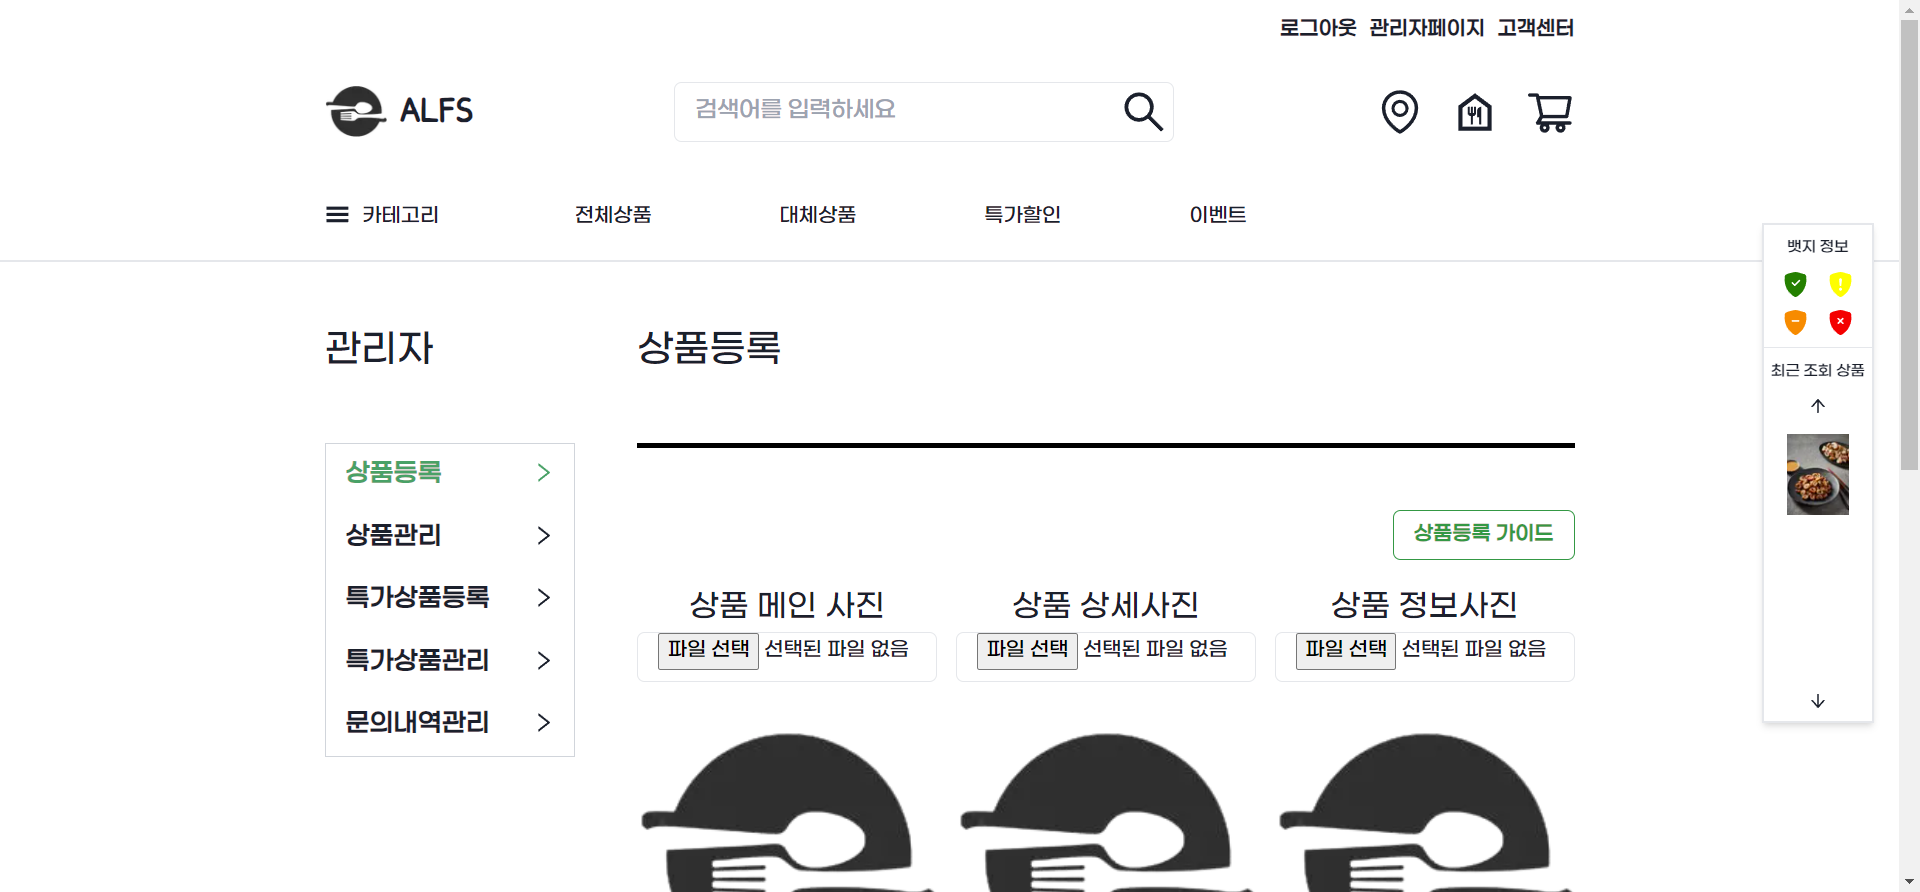 로그아웃 관리자페이지 고객센터
ALFS
검색어를 입력하세요
카테고리 전체상품 대체상품 특가할인 이벤트
뱃지 정보
최근 조회 상품
관리자
상품등록
상품관리
특가상품등록
특가상품관리
문의내역관리
상품등록
상품등록 가이드
상품 메인 사진 상품 상세사진 상품 정보사진
파일 선택 선택된 파일 없음 파일 선택 선택된 파일 없음 파일 선택 선택된 파일 없음